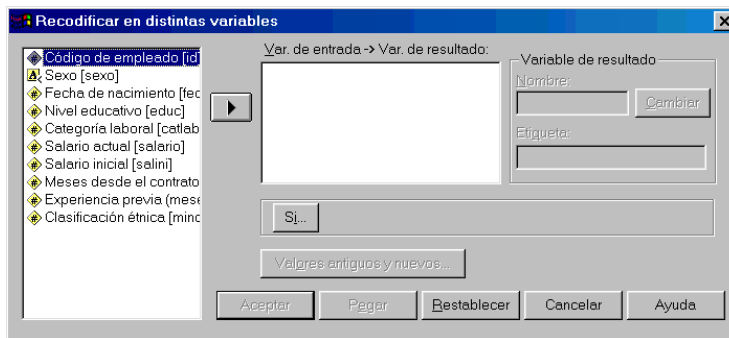 Recodificar en distintas variables
Código de empleado [id]
Sexo [sexo]
Fecha de nacimiento [fec
Nivel educativo [educ]
Categoría laboral [catlab
Salario actual [salario]
Salario inicial [salini]
Meses desde el contrato
Experiencia previa (mese
Clasificación étnica [mino
Var. de entrada -> Var. de resultado:
Variable de resultado
Nombre:
Cambiar
Etiqueta:
Si...
Valores antiguos y nuevos...
Aceptar Pegar Restablecer Cancelar Ayuda